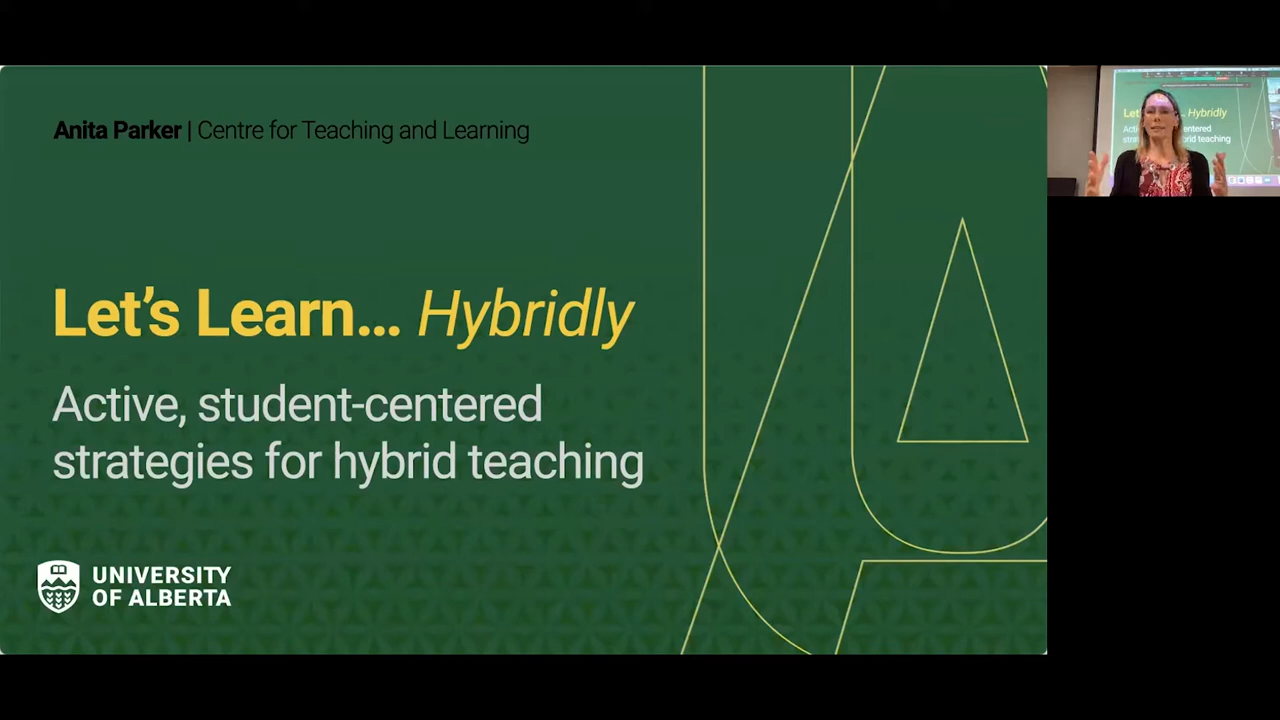 Anita Parker | Centre for Teaching and Learning
Let's Learn... Hybridly
Active, student-centered
strategies for hybrid teaching
UNIVERSITY
OF ALBERTA
Hybridly